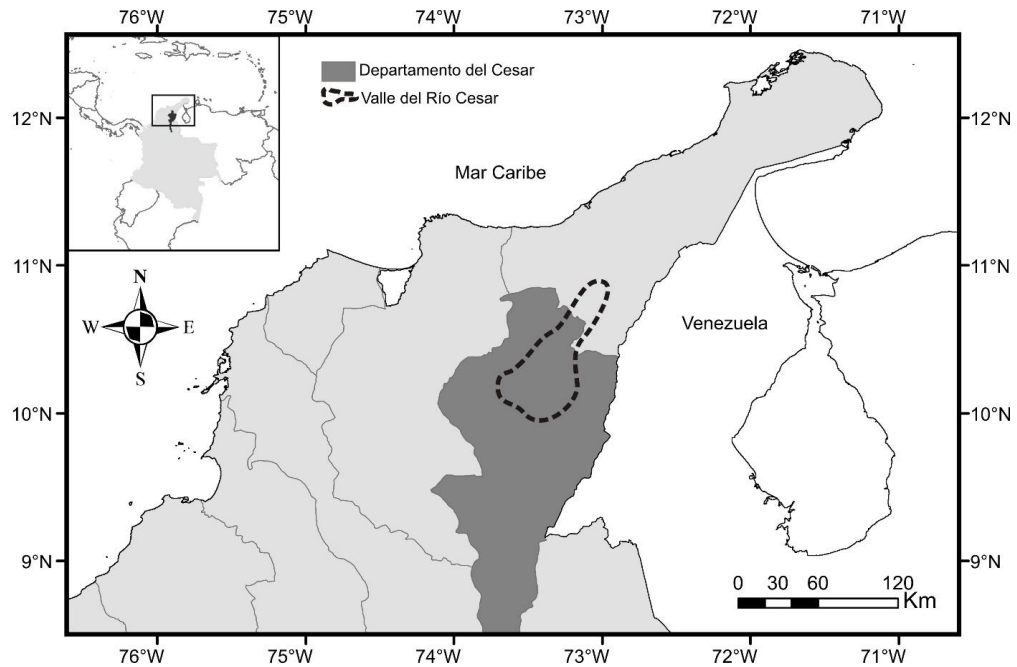 76°W 75°W 74°W 73°W 72°W 71°W
Departamento del Cesar
Valle del Río Cesar
12°N 12°N
Mar Caribe
11°N 11°N
N
W E
S
Venezuela
10°N 10°N
9°N 9°N
0 30 60 120
Km
76°W 75°W 74°W 73°W 72°W 71°W